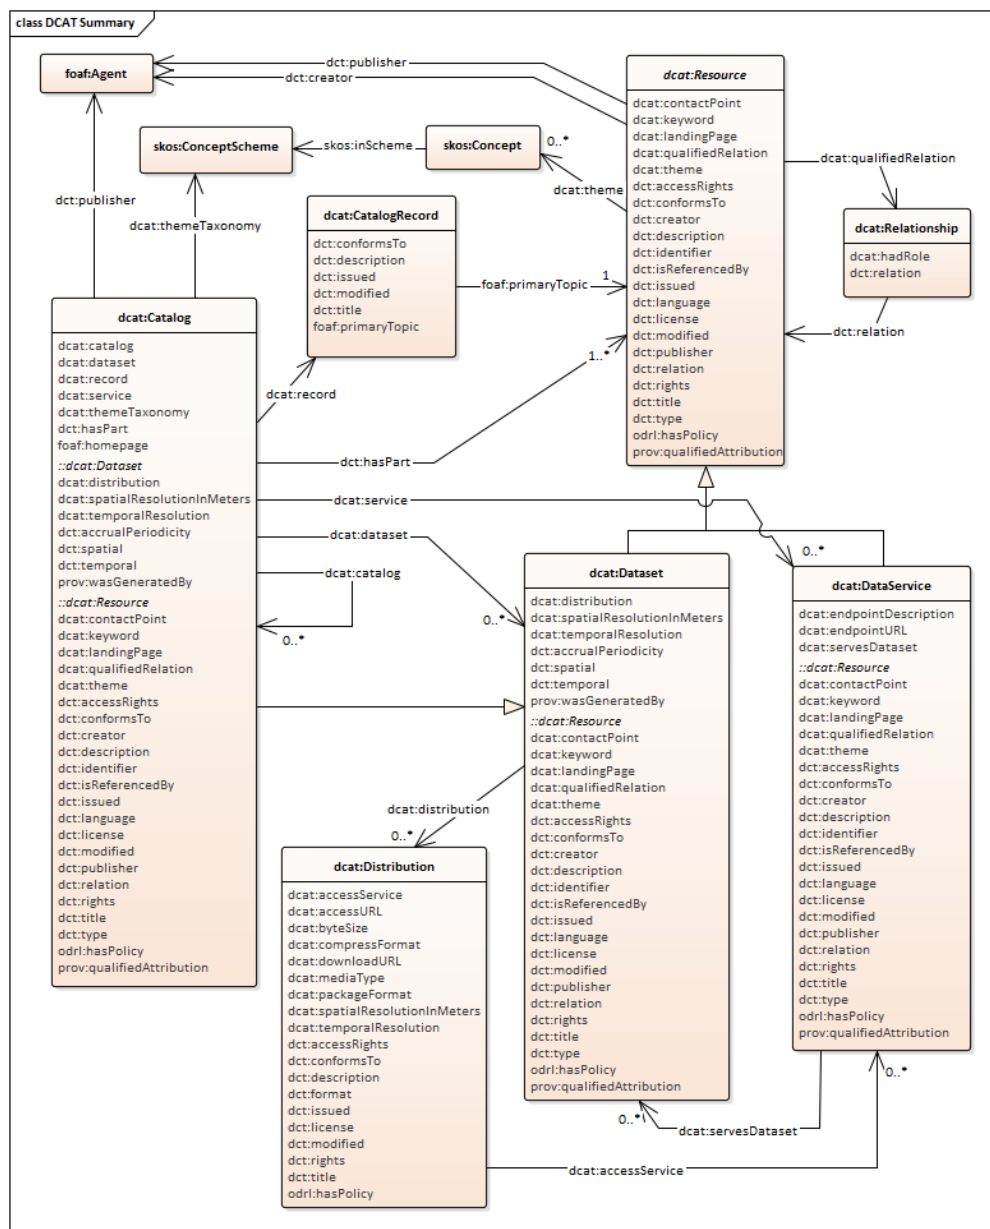 class DCAT Summary
foaf:Agent
dct:publisher
dct:creator
dcat:Resource
dcat:contactPoint
dcat:keyword
dcat:landingPage
dcat:qualifiedRelation
dcat:theme
dct:accessRights
dct:conformsTo
dct:creator
dct:description
dct:identifier
dct:isReferencedBy
dct:issued
dct:language
dct:license
dct:modified
dct:publisher
dct:relation
dct:rights
dct:title
dct:type
odrl:hasPolicy
prov:qualifiedAttribution
skos:ConceptScheme
skos:inScheme
skos:Concept
0..*
dcat:theme
dcat:qualifiedRelation
dcat:Relationship
dcat:hadRole
dct:relation
dct:relation
dct:publisher
dcat:themeTaxonomy
dcat:CatalogRecord
dct:conformsTo
dct:description
dct:issued
dct:modified
dct:title
foaf:primaryTopic
foaf:primaryTopic
1
1..*
dcat:record
dct:hasPart
dcat:service
0..*
dcat:dataset
0..*
dcat:catalog
0..*
dcat:Catalog
dcat:catalog
dcat:dataset
dcat:record
dcat:service
dcat:themeTaxonomy
dct:hasPart
foaf:homepage
::dcat:Dataset
dcat:distribution
dcat:spatialResolutionInMeters
dcat:temporalResolution
dct:accrualPeriodicity
dct:spatial
dct:temporal
prov:wasGeneratedBy
::dcat:Resource
dcat:contactPoint
dcat:keyword
dcat:landingPage
dcat:qualifiedRelation
dcat:theme
dct:accessRights
dct:conformsTo
dct:creator
dct:description
dct:identifier
dct:isReferencedBy
dct:issued
dct:language
dct:license
dct:modified
dct:publisher
dct:relation
dct:rights
dct:title
dct:type
odrl:hasPolicy
prov:qualifiedAttribution
dcat:Dataset
dcat:distribution
dcat:spatialResolutionInMeters
dcat:temporalResolution
dct:accrualPeriodicity
dct:spatial
dct:temporal
prov:wasGeneratedBy
::dcat:Resource
dcat:contactPoint
dcat:keyword
dcat:landingPage
dcat:qualifiedRelation
dcat:theme
dct:accessRights
dct:conformsTo
dct:creator
dct:description
dct:identifier
dct:isReferencedBy
dct:issued
dct:language
dct:license
dct:modified
dct:publisher
dct:relation
dct:rights
dct:title
dct:type
odrl:hasPolicy
prov:qualifiedAttribution
dcat:DataService
dcat:endpointDescription
dcat:endpointURL
dcat:servesDataset
::dcat:Resource
dcat:contactPoint
dcat:keyword
dcat:landingPage
dcat:qualifiedRelation
dcat:theme
dct:accessRights
dct:conformsTo
dct:creator
dct:description
dct:identifier
dct:isReferencedBy
dct:issued
dct:language
dct:license
dct:modified
dct:publisher
dct:relation
dct:rights
dct:title
dct:type
odrl:hasPolicy
prov:qualifiedAttribution
dcat:distribution
0..*
dcat:Distribution
dcat:accessService
dcat:accessURL
dcat:byteSize
dcat:compressFormat
dcat:downloadURL
dcat:mediaType
dcat:packageFormat
dcat:spatialResolutionInMeters
dcat:temporalResolution
dct:accessRights
dct:conformsTo
dct:description
dct:format
dct:issued
dct:license
dct:modified
dct:rights
dct:title
odrl:hasPolicy
0..*
dcat:servesDataset
0..*
dcat:accessService